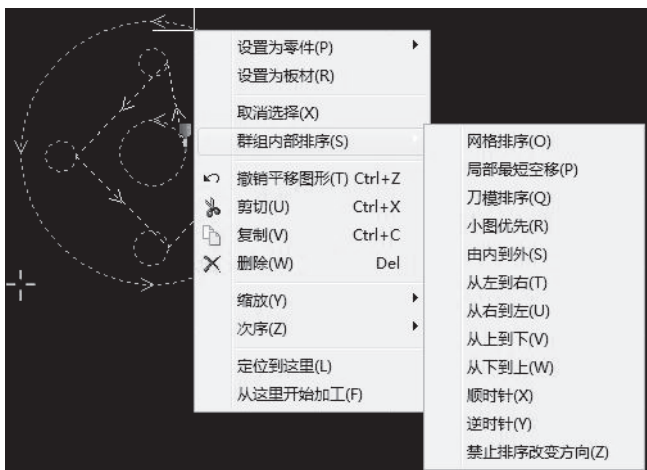 设置为零件(P)
设置为板材(R)
取消选择(X)
群组内部排序(S)
撤销平移图形(T) Ctrl+Z
剪切(U) Ctrl+X
复制(V) Ctrl+C
删除(W) Del
缩放(Y)
次序(Z)
定位到这里(L)
从这里开始加工(F)
网格排序(O)
局部最短空移(P)
刀模排序(Q)
小图优先(R)
由内到外(S)
从左到右(T)
从右到左(U)
从上到下(V)
从下到上(W)
顺时针(X)
逆时针(Y)
禁止排序改变方向(Z)